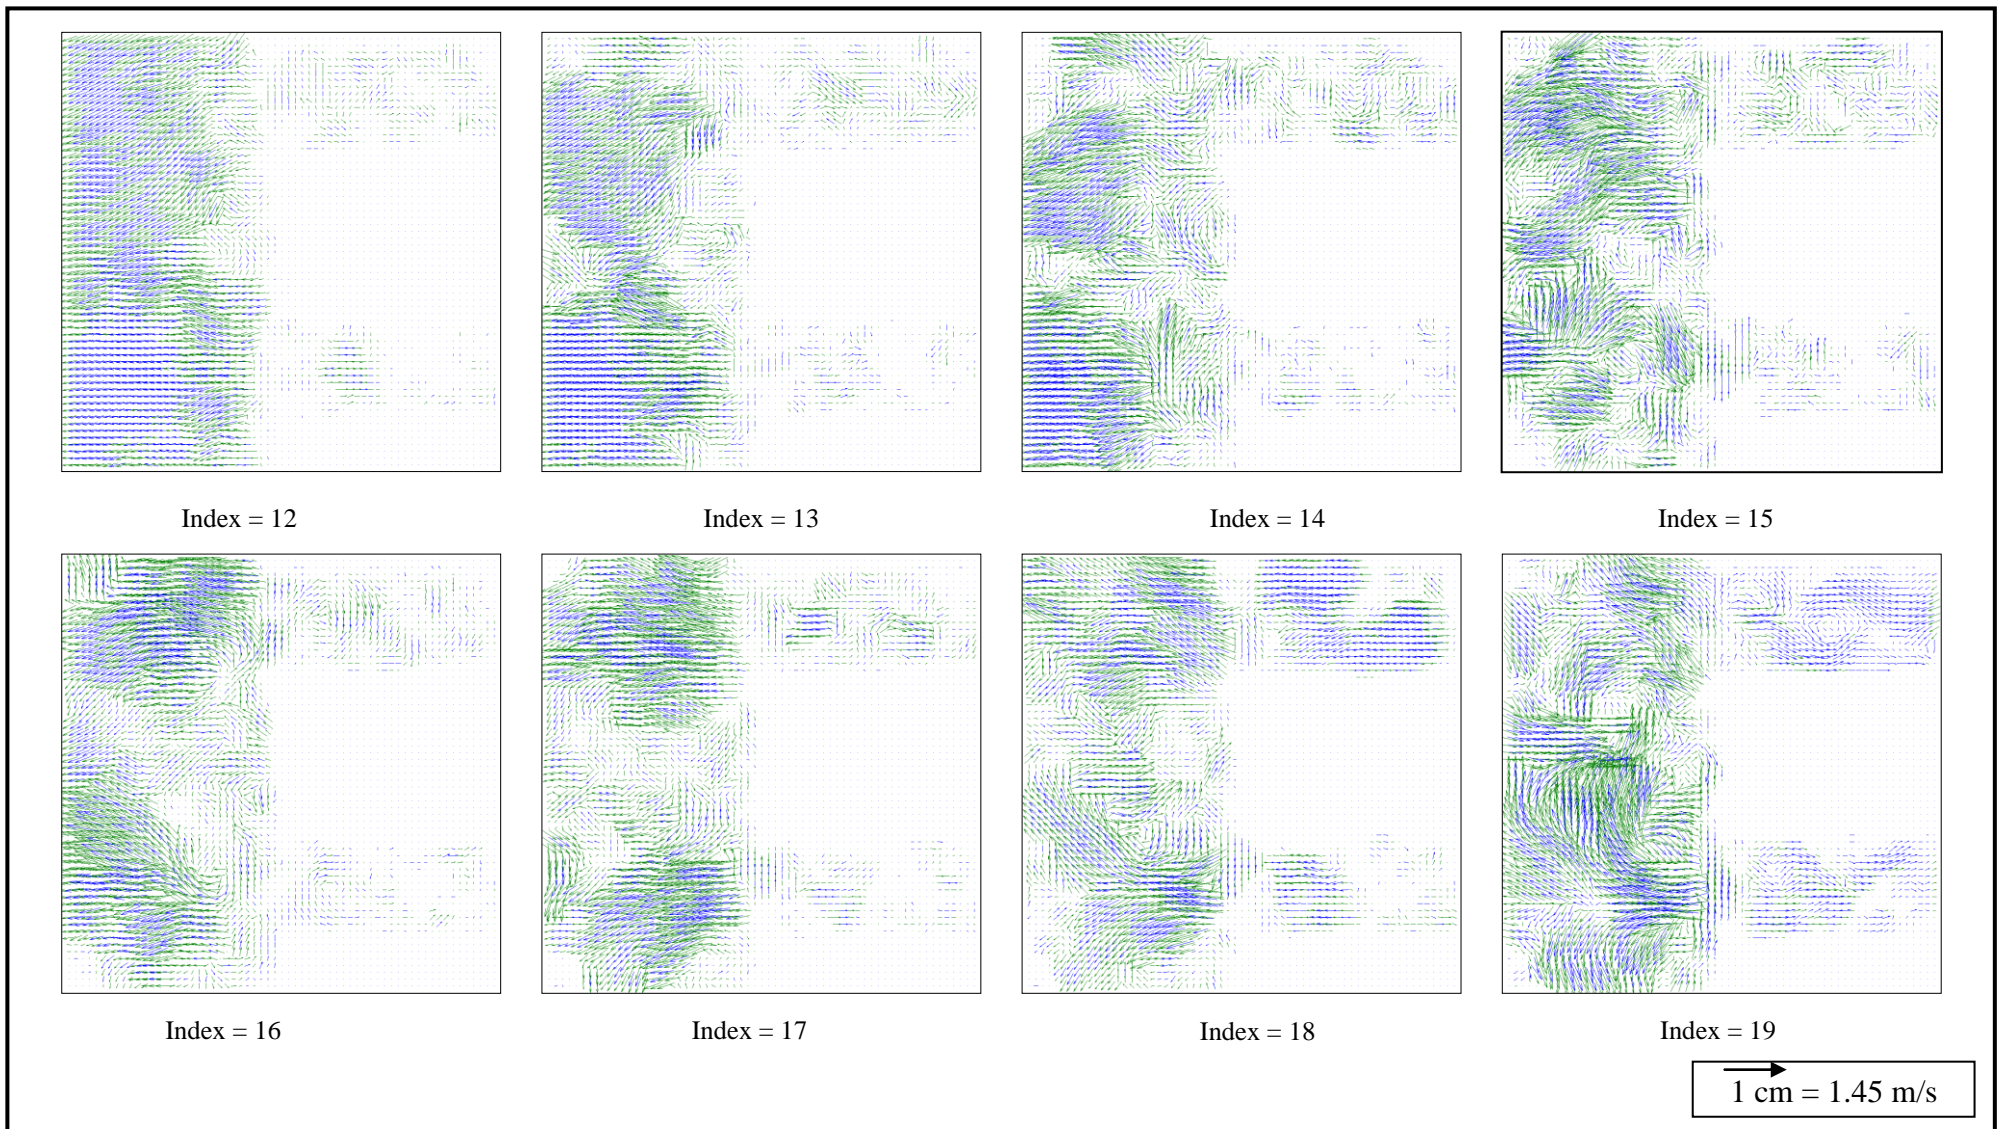 Index = 12
Index = 13
Index = 14
Index = 15
Index = 16
Index = 17
Index = 18
Index = 19
1 cm = 1.45 m/s